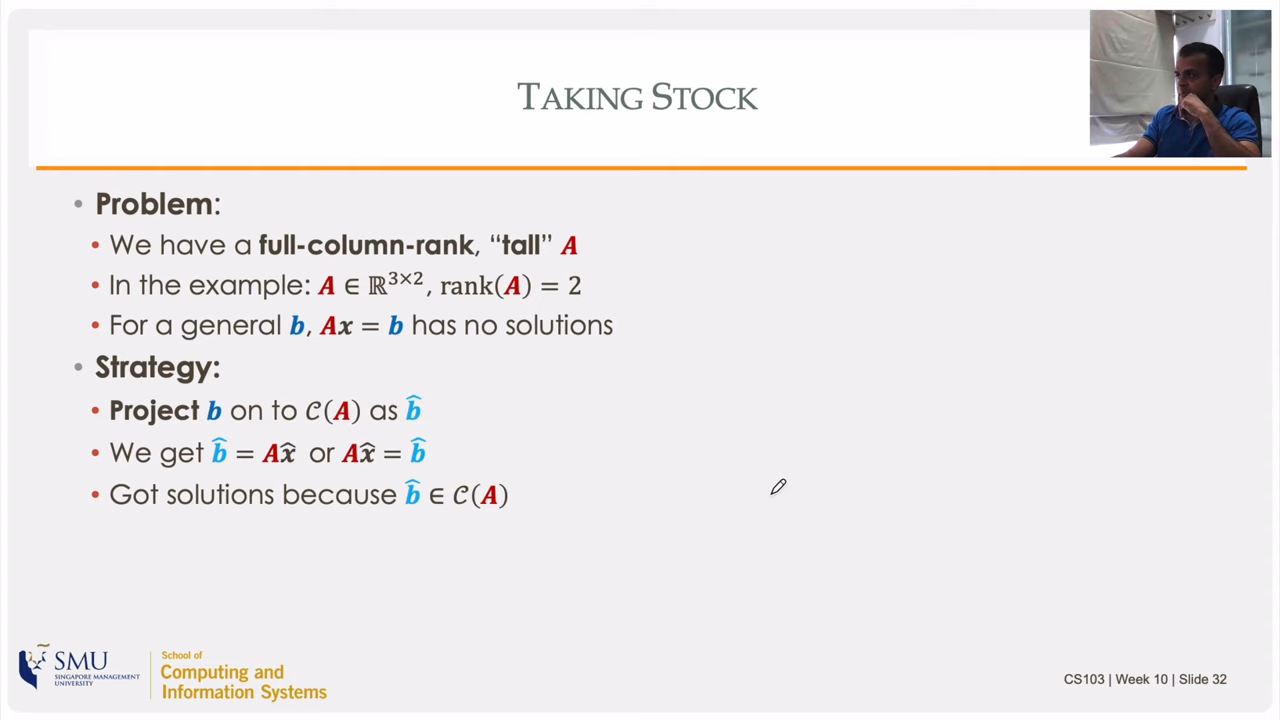 TAKING STOCK
• Problem:
• We have a full-column-rank, “tall” A
• In the example: A ∈ ℝ³ˣ², rank(A) = 2
• For a general b, Ax = b has no solutions
• Strategy:
• Project b on to 𝒞(A) as b̂
• We get b̂ = Ax̂ or Ax̂ = b̂
• Got solutions because b̂ ∈ 𝒞(A)
SMU
SINGAPORE MANAGEMENT
UNIVERSITY
School of
Computing and
Information Systems
CS103 | Week 10 | Slide 32